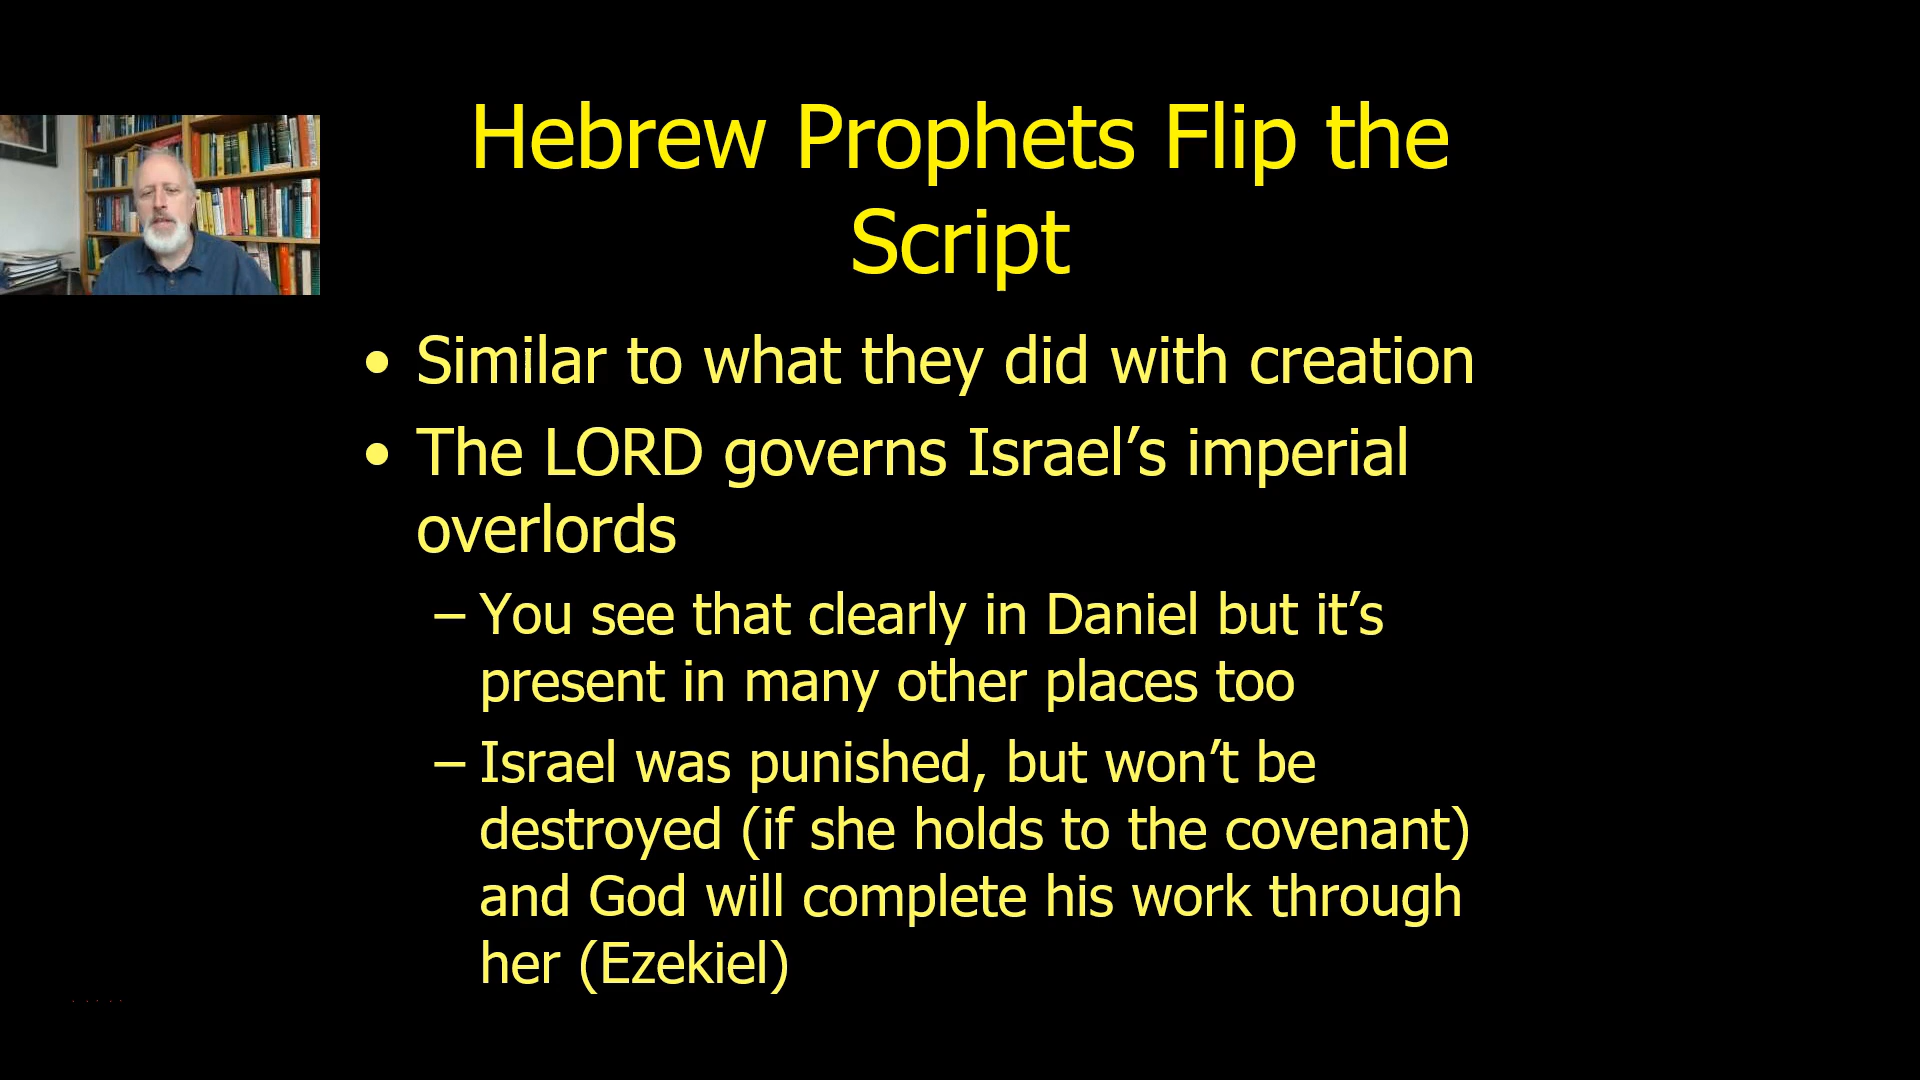 Hebrew Prophets Flip the
Script
• Similar to what they did with creation
• The LORD governs Israel’s imperial
overlords
– You see that clearly in Daniel but it’s
present in many other places too
– Israel was punished, but won’t be
destroyed (if she holds to the covenant)
and God will complete his work through
her (Ezekiel)